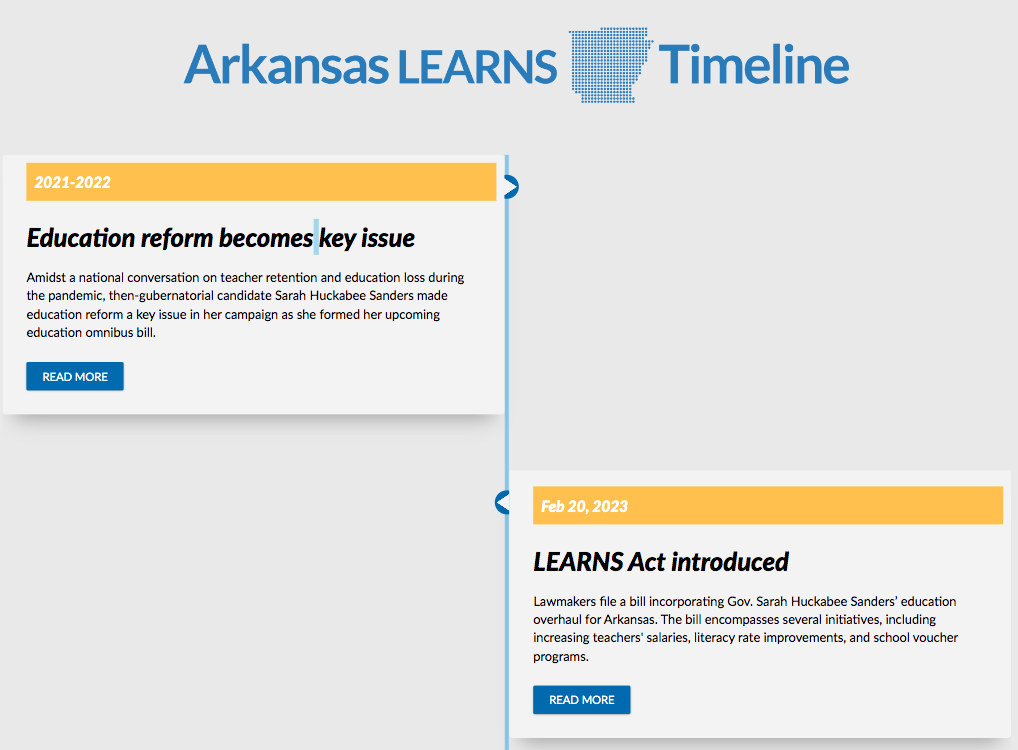 Arkansas LEARNS Timeline
2021-2022
Education reform becomes key issue
Amidst a national conversation on teacher retention and education loss during
the pandemic, then-gubernatorial candidate Sarah Huckabee Sanders made
education reform a key issue in her campaign as she formed her upcoming
education omnibus bill.
READ MORE
Feb 20, 2023
LEARNS Act introduced
Lawmakers file a bill incorporating Gov. Sarah Huckabee Sanders’ education
overhaul for Arkansas. The bill encompasses several initiatives, including
increasing teachers' salaries, literacy rate improvements, and school voucher
programs.
READ MORE